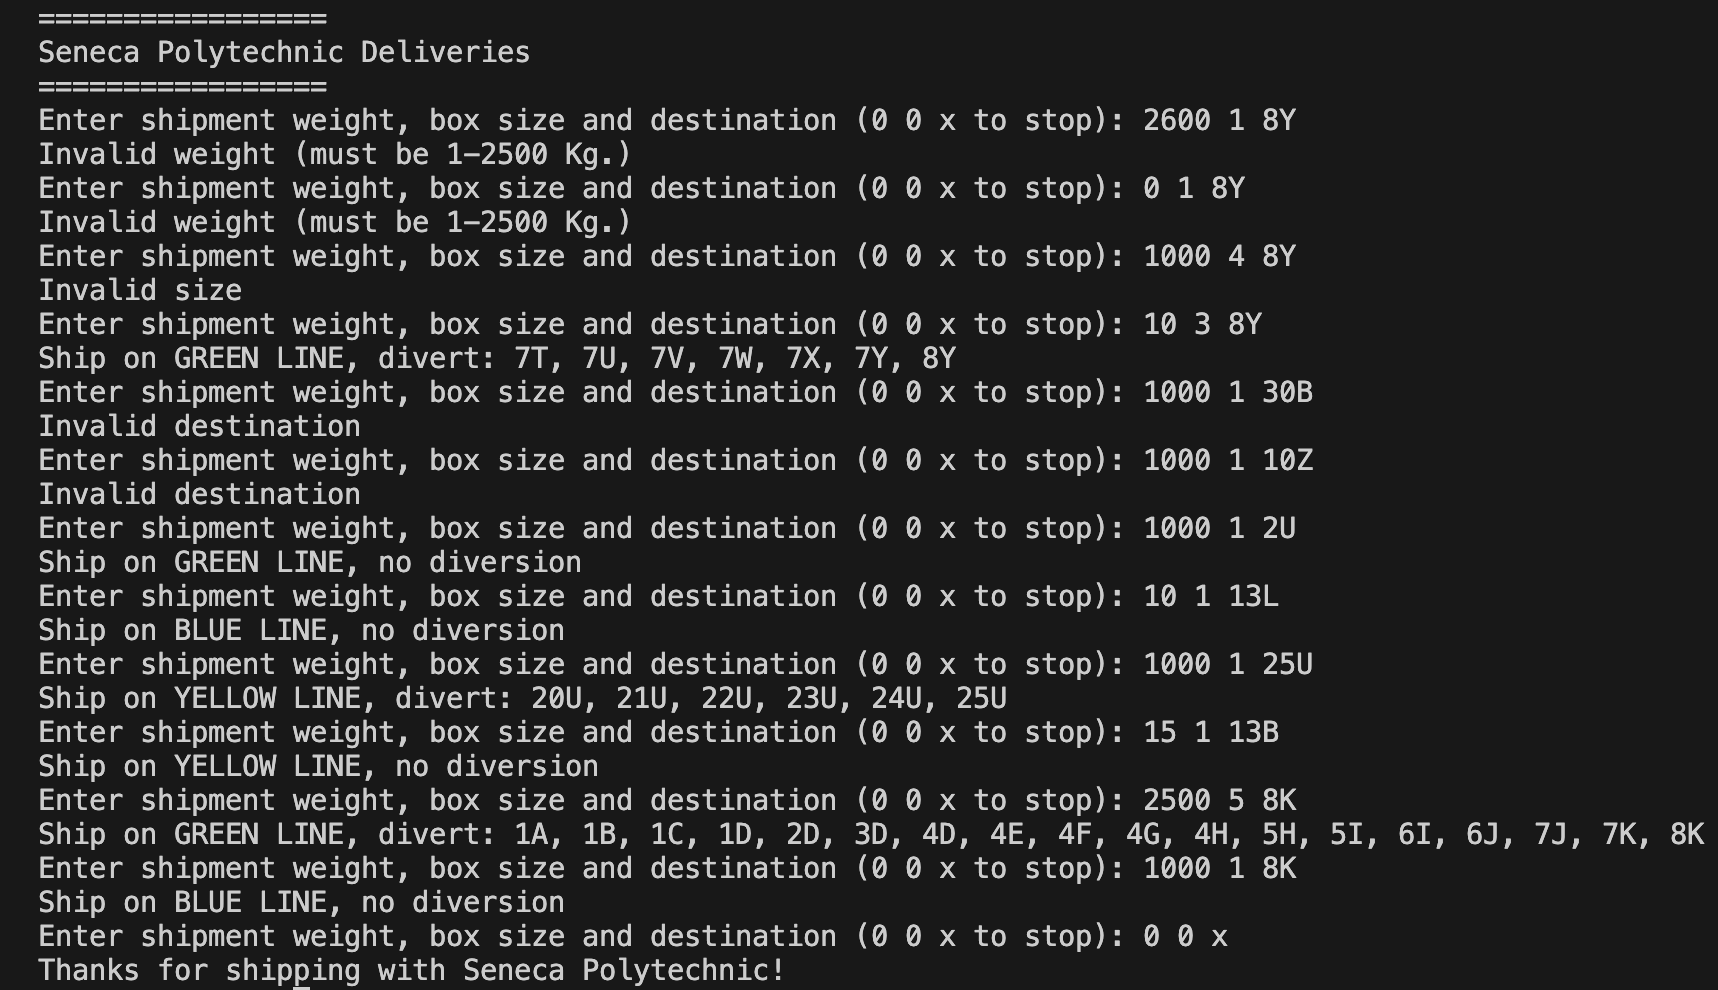 =================
Seneca Polytechnic Deliveries
=================
Enter shipment weight, box size and destination (0 0 x to stop): 2600 1 8Y
Invalid weight (must be 1-2500 Kg.)
Enter shipment weight, box size and destination (0 0 x to stop): 0 1 8Y
Invalid weight (must be 1-2500 Kg.)
Enter shipment weight, box size and destination (0 0 x to stop): 1000 4 8Y
Invalid size
Enter shipment weight, box size and destination (0 0 x to stop): 10 3 8Y
Ship on GREEN LINE, divert: 7T, 7U, 7V, 7W, 7X, 7Y, 8Y
Enter shipment weight, box size and destination (0 0 x to stop): 1000 1 30B
Invalid destination
Enter shipment weight, box size and destination (0 0 x to stop): 1000 1 10Z
Invalid destination
Enter shipment weight, box size and destination (0 0 x to stop): 1000 1 2U
Ship on GREEN LINE, no diversion
Enter shipment weight, box size and destination (0 0 x to stop): 10 1 13L
Ship on BLUE LINE, no diversion
Enter shipment weight, box size and destination (0 0 x to stop): 1000 1 25U
Ship on YELLOW LINE, divert: 20U, 21U, 22U, 23U, 24U, 25U
Enter shipment weight, box size and destination (0 0 x to stop): 15 1 13B
Ship on YELLOW LINE, no diversion
Enter shipment weight, box size and destination (0 0 x to stop): 2500 5 8K
Ship on GREEN LINE, divert: 1A, 1B, 1C, 1D, 2D, 3D, 4D, 4E, 4F, 4G, 4H, 5H, 5I, 6I, 6J, 7J, 7K, 8K
Enter shipment weight, box size and destination (0 0 x to stop): 1000 1 8K
Ship on BLUE LINE, no diversion
Enter shipment weight, box size and destination (0 0 x to stop): 0 0 x
Thanks for shipping with Seneca Polytechnic!